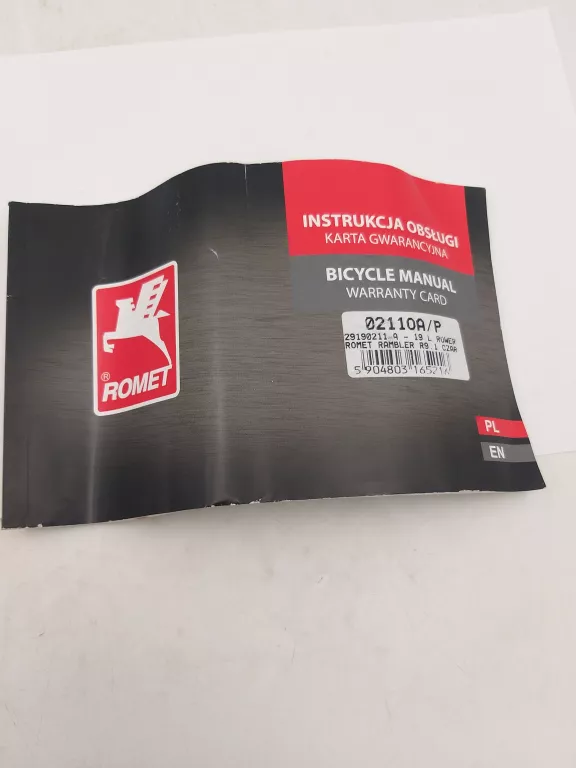 INSTRUKCJA OBSŁUGI
KARTA GWARANCYJNA
BICYCLE MANUAL
WARRANTY CARD
02110A/P
29190211 A - 19 L ROWER
ROMET RAMBLER R9.1 CZAR
5 904803 16521
PL
EN
® ROMET